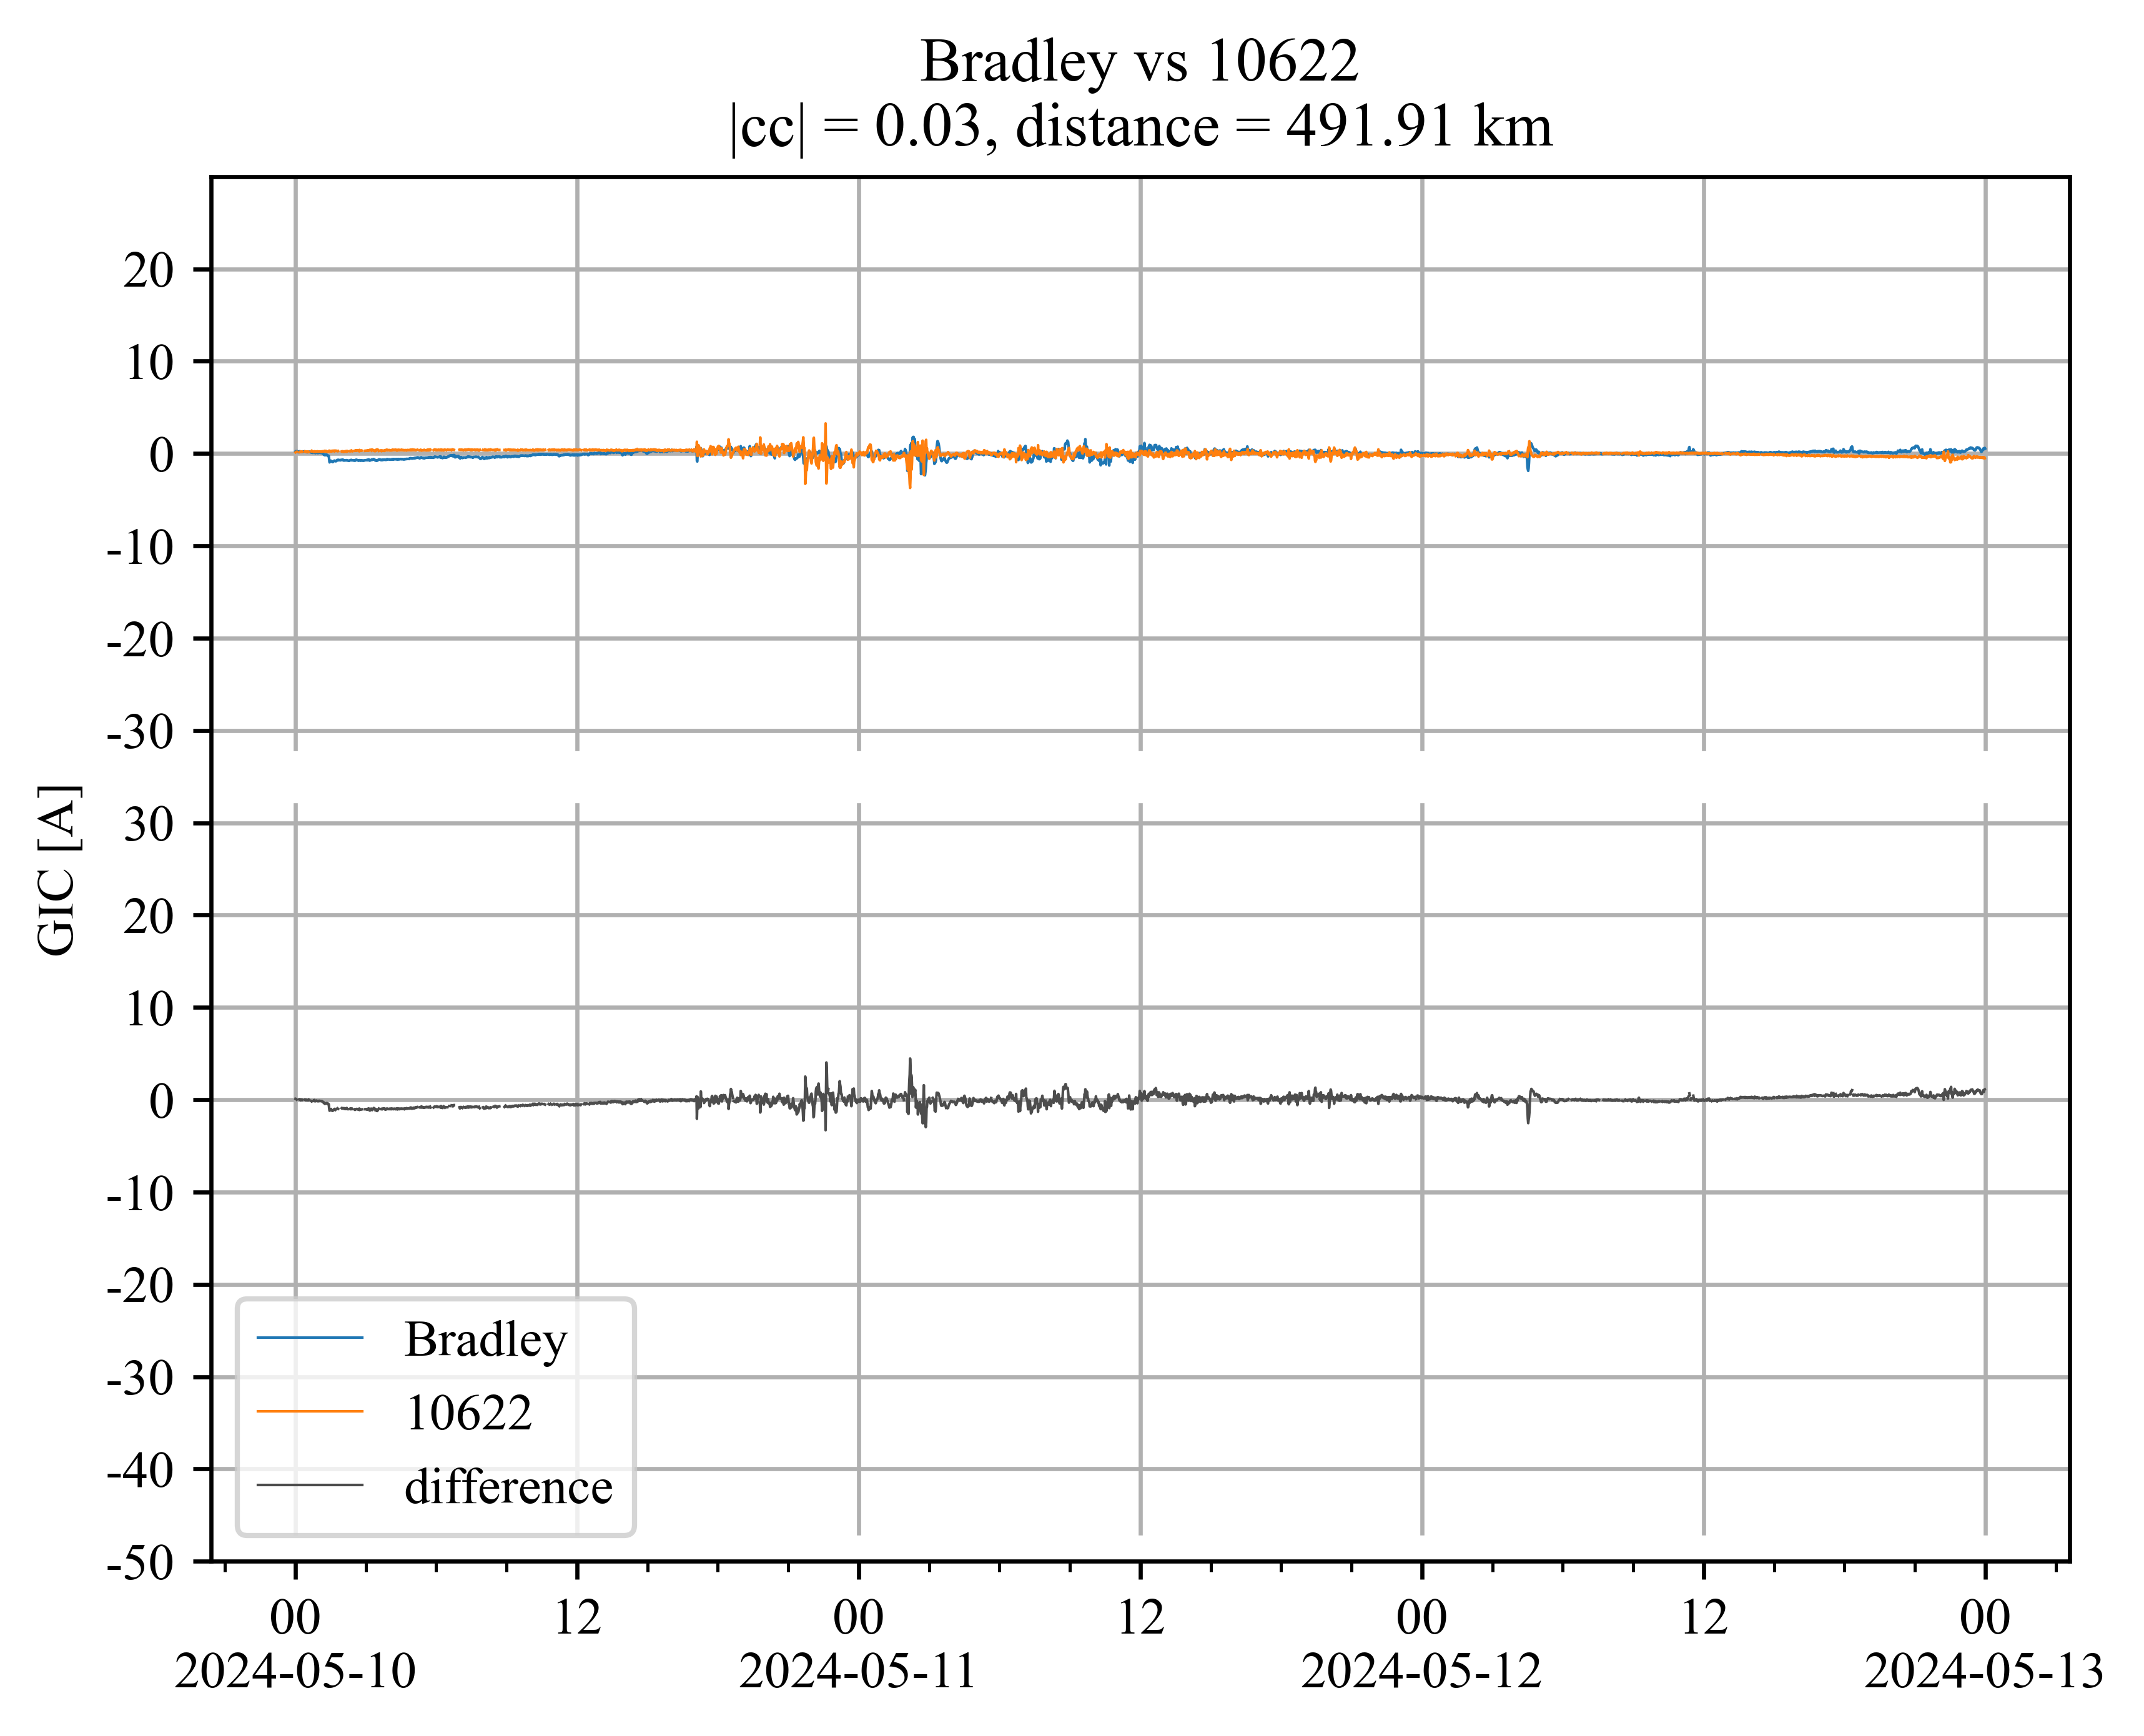 Bradley vs 10622
|cc| = 0.03, distance = 491.91 km
20
10
0
-10
-20
-30
30
20
10
0
-10
-20
-30
-40
-50
GIC [A]
Bradley
10622
difference
00 12 00 12 00 12 00
2024-05-10 2024-05-11 2024-05-12 2024-05-13